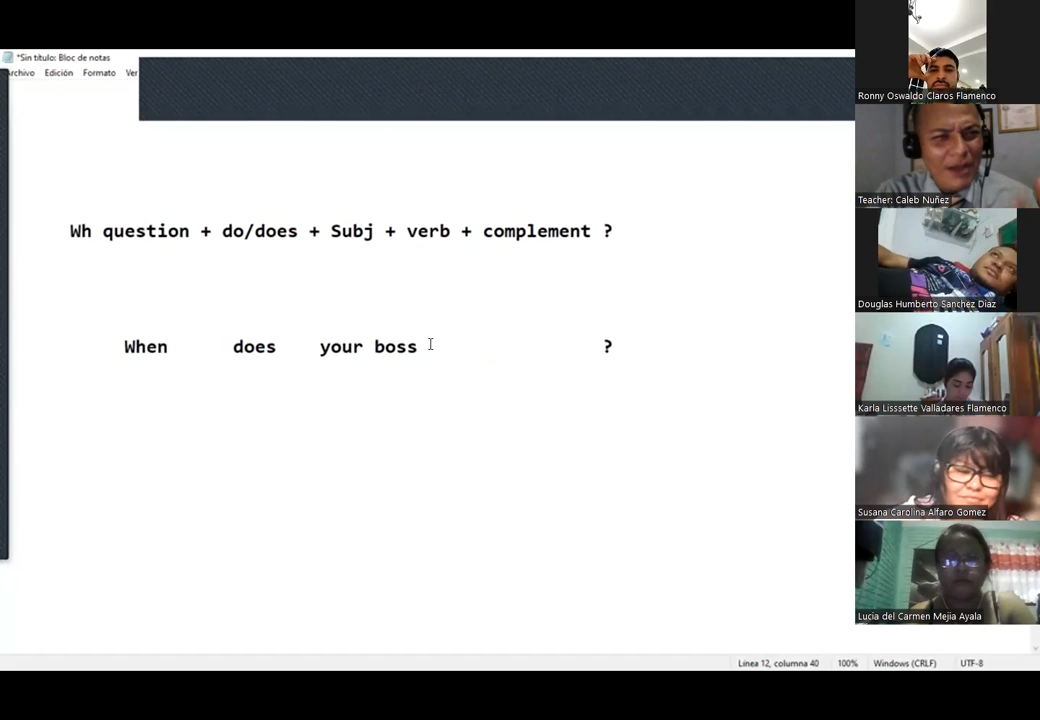 *Sin título: Bloc de notas
Archivo Edición Formato Ver
Wh question + do/does + Subj + verb + complement ?
When does your boss ?
Línea 12, columna 40 100% Windows (CRLF) UTF-8
Ronny Oswaldo Claros Flamenco
Teacher: Caleb Nuñez
Douglas Humberto Sanchez Diaz
Karla Lisssette Valladares Flamenco
Susana Carolina Alfaro Gomez
Lucia del Carmen Mejia Ayala